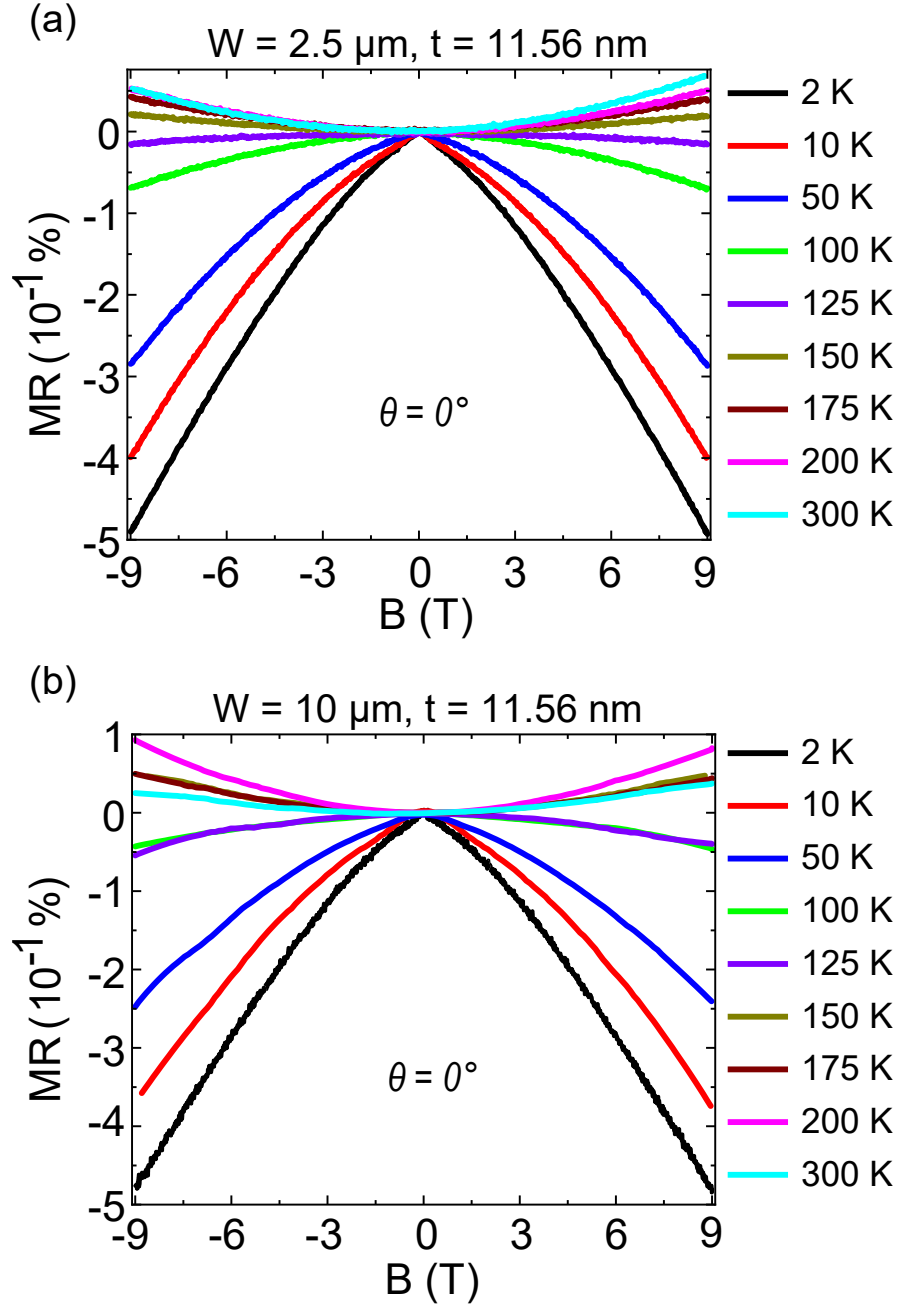 (a)
W = 2.5 μm, t = 11.56 nm
MR (10⁻¹ %)
0
-1
-2
-3
-4
-5
-9
-6
-3
0
3
6
9
B (T)
θ = 0°
2 K
10 K
50 K
100 K
125 K
150 K
175 K
200 K
300 K
(b)
W = 10 μm, t = 11.56 nm
MR (10⁻¹ %)
1
0
-1
-2
-3
-4
-5
-9
-6
-3
0
3
6
9
B (T)
θ = 0°
2 K
10 K
50 K
100 K
125 K
150 K
175 K
200 K
300 K